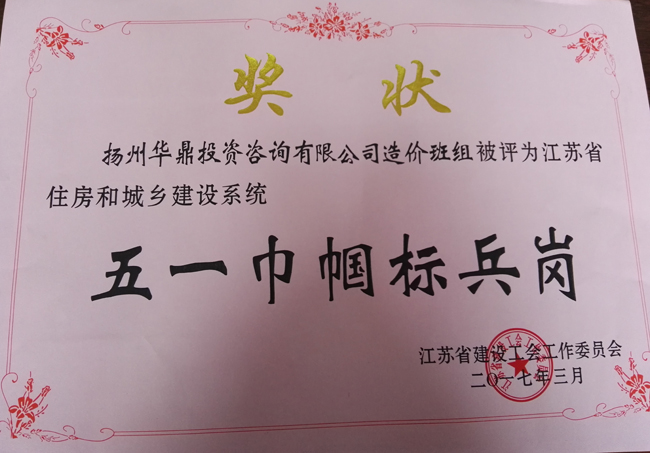 奖状
扬州华鼎投资咨询有限公司造价班组被评为江苏省
住房和城乡建设系统
五一巾帼标兵岗
江苏省建设工会工作委员会
二〇一七年三月